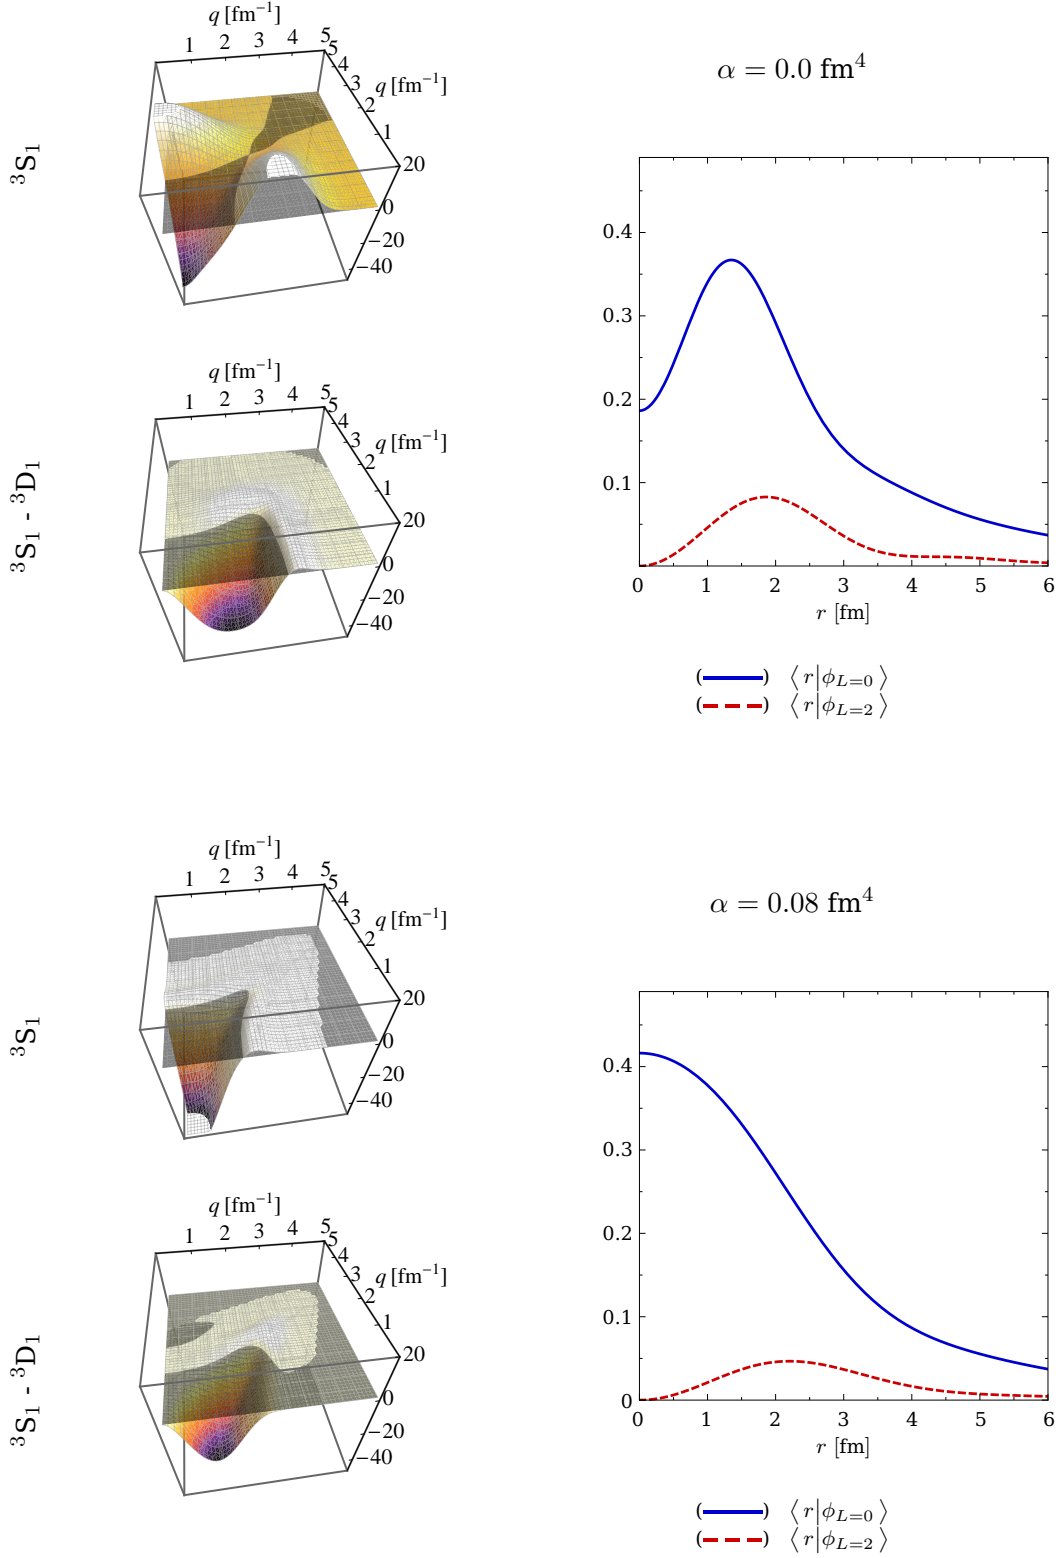 q [fm⁻¹]
1 2 3 4 5
5 4 3 2 1
q [fm⁻¹]
20
0
−20
−40
³S₁
α = 0.0 fm⁴
0.4
0.3
0.2
0.1
0 1 2 3 4 5 6
r [fm]
⟨ r|ϕL=0 ⟩
⟨ r|ϕL=2 ⟩
q [fm⁻¹]
1 2 3 4 5
5 4 3 2 1
q [fm⁻¹]
20
0
−20
−40
³S₁ - ³D₁
q [fm⁻¹]
1 2 3 4 5
5 4 3 2 1
q [fm⁻¹]
20
0
−20
−40
³S₁
α = 0.08 fm⁴
0.4
0.3
0.2
0.1
0
0 1 2 3 4 5 6
r [fm]
⟨ r|ϕL=0 ⟩
⟨ r|ϕL=2 ⟩
q [fm⁻¹]
1 2 3 4 5
5 4 3 2 1
q [fm⁻¹]
20
0
−20
−40
³S₁ - ³D₁